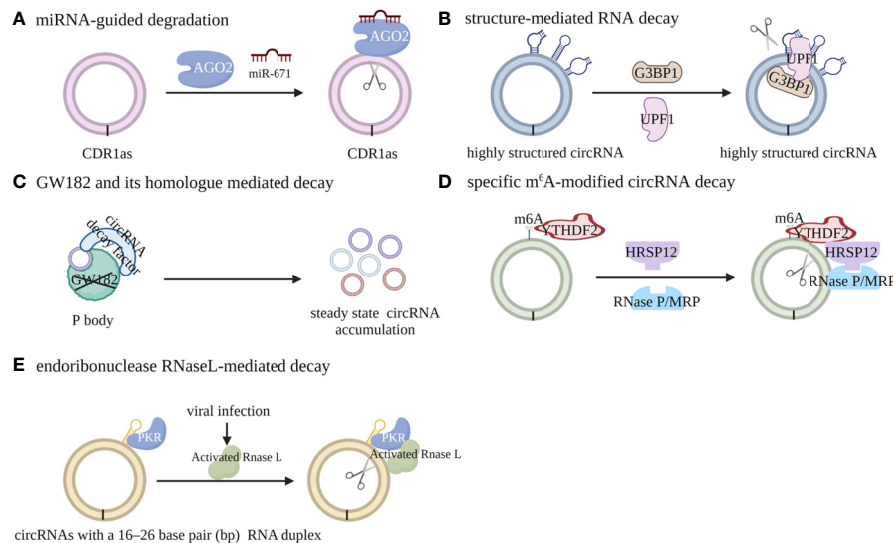 A miRNA-guided degradation
AGO2
miR-671
AGO2
CDR1as
CDR1as
B structure-mediated RNA decay
G3BP1
UPF1
UPF1
G3BP1
highly structured circRNA
highly structured circRNA
C GW182 and its homologue mediated decay
circRNA
decay factor
GW182
P body
steady state circRNA
accumulation
D specific m⁶A-modified circRNA decay
m6A
YTHDF2
HRSP12
RNase P/MRP
m6A
YTHDF2
HRSP12
RNase P/MRP
E endoribonuclease RNaseL-mediated decay
PKR
viral infection
Activated Rnase L
PKR
Activated Rnase L
circRNAs with a 16–26 base pair (bp) RNA duplex